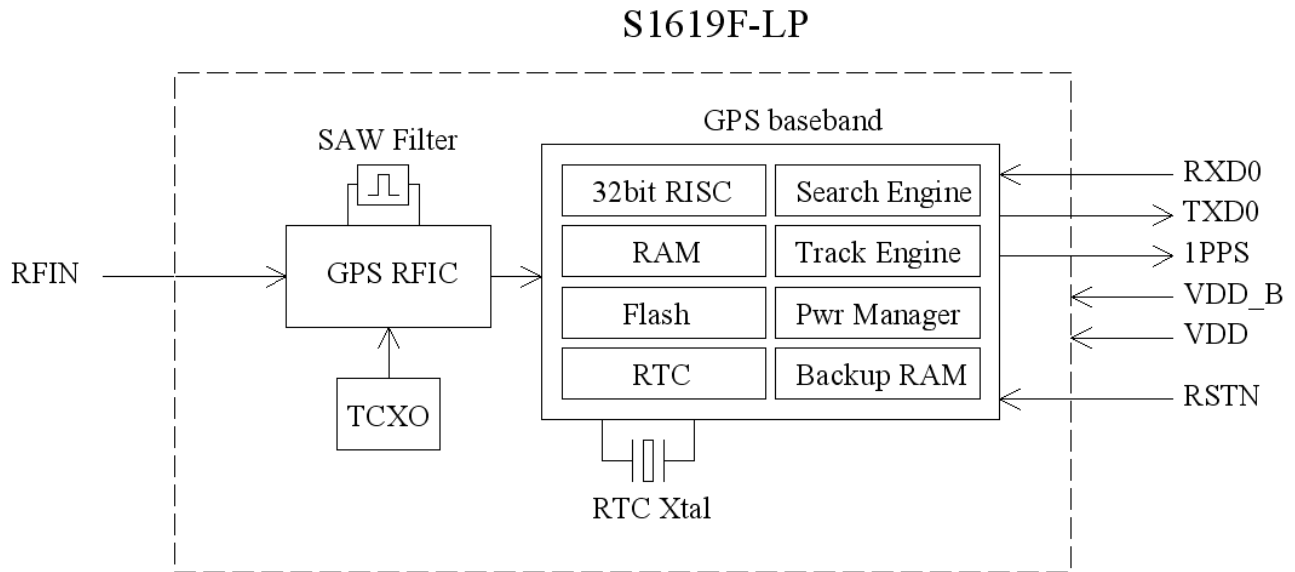 S1619F-LP
GPS baseband
SAW Filter
32bit RISC
Search Engine
RXD0
TXD0
RAM
Track Engine
1PPS
RFIN
GPS RFIC
VDD_B
Flash
Pwr Manager
VDD
RTC
Backup RAM
RSTN
TCXO
RTC Xtal